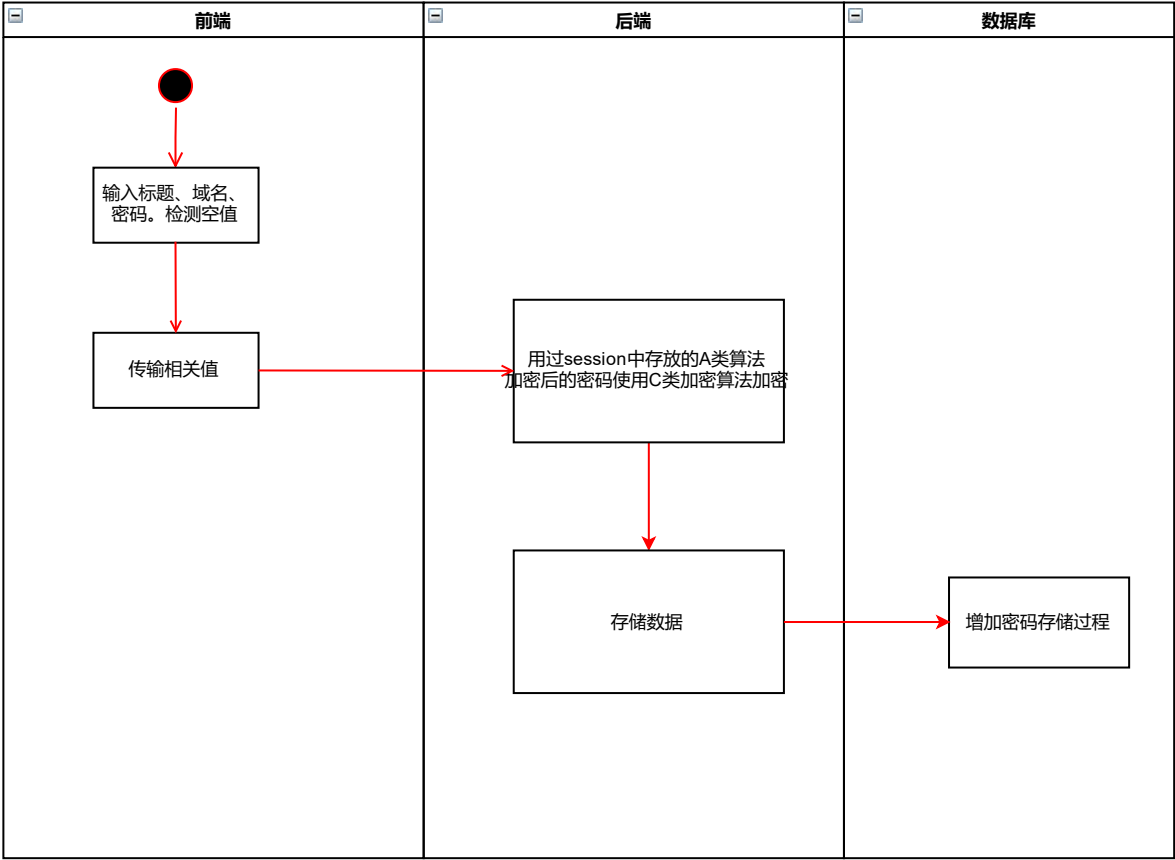 前端
后端
数据库
输入标题、域名、
密码。检测空值
传输相关值
用过session中存放的A类算法
加密后的密码使用C类加密算法加密
存储数据
增加密码存储过程